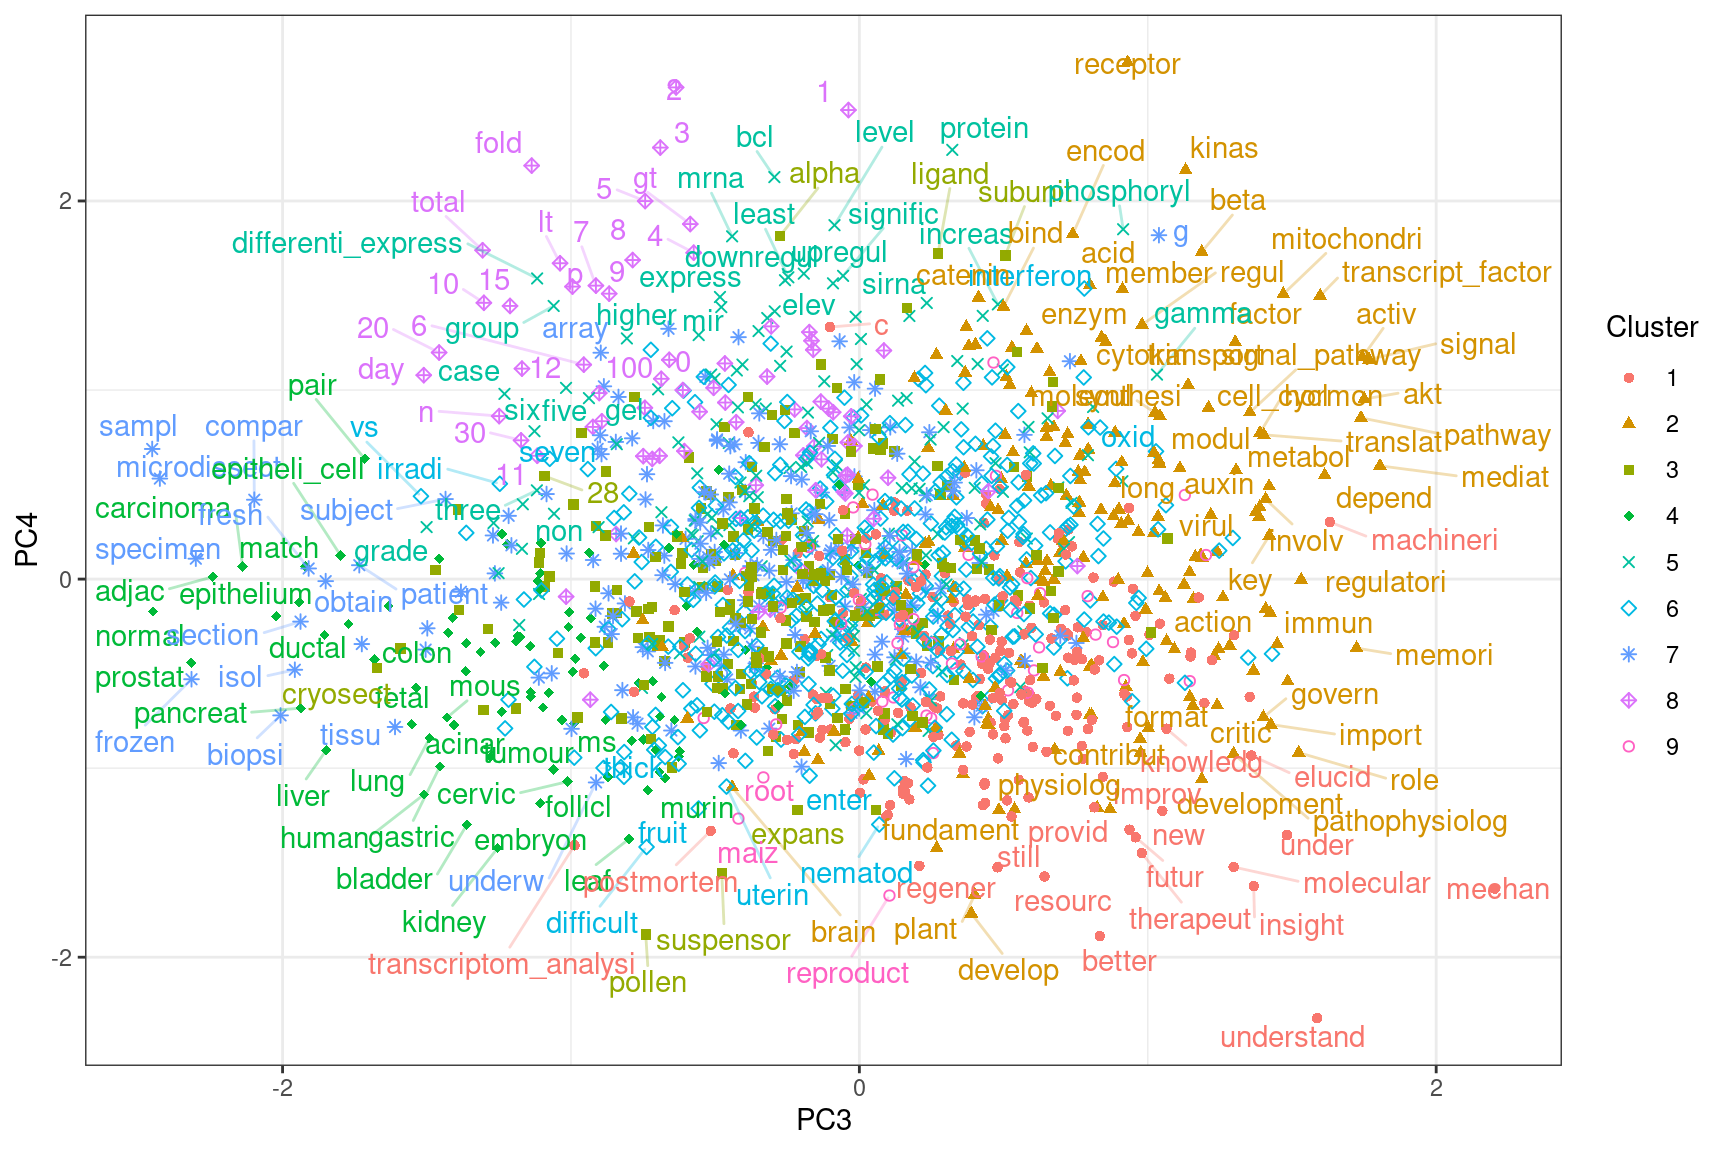 receptor
2
1
3
fold
bcl
level
protein
encod
kinas
5
gt
mrna
alpha
ligand
subunit
phosphoryl
beta
total
lt
7
8
4
least
signific
increas
bind
acid
g
mitochondri
differenti_express
downregul
upregul
catenin
interferon
member
regul
transcript_factor
10
15
p
9
express
elev
sirna
enzym
gamma
factor
activ
20
6
group
array
higher
mir
c
cytokin
transport
signal_pathway
signal
day
case
12
100
0
pair
n
sixfive
gef
synthesi
cell_cycl
hormon
akt
sampl
compar
vs
30
seven
oxid
modul
translat
pathway
microdissect
epitheli_cell
irradi
11
28
long
auxin
metabol
mediat
carcinoma
fresh
subject
three
non
virul
depend
specimen
match
grade
involv
machineri
adjac
epithelium
obtain
patient
key
regulatori
normal
section
ductal
colon
action
immun
memori
prostat
isol
cryosect
fetal
mous
govern
pancreat
tissu
acinar
tumour
ms
thick
format
critic
import
frozen
biopsi
contribut
knowledg
elucid
role
liver
lung
cervic
follicl
murin
root
enter
physiolog
improv
development
pathophysiolog
humangastric
embryon
fruit
expans
fundament
provid
new
under
bladder
underw
leaf
postmortem
maiz
uterin
nematod
regener
still
futur
molecular
mechan
kidney
difficult
suspensor
brain
plant
resourc
therapeut
insight
transcriptom_analysi
pollen
reproduct
develop
better
understand
2
0
-2
-2
0
2
PC3
PC4
Cluster
1
2
3
4
5
6
7
8
9